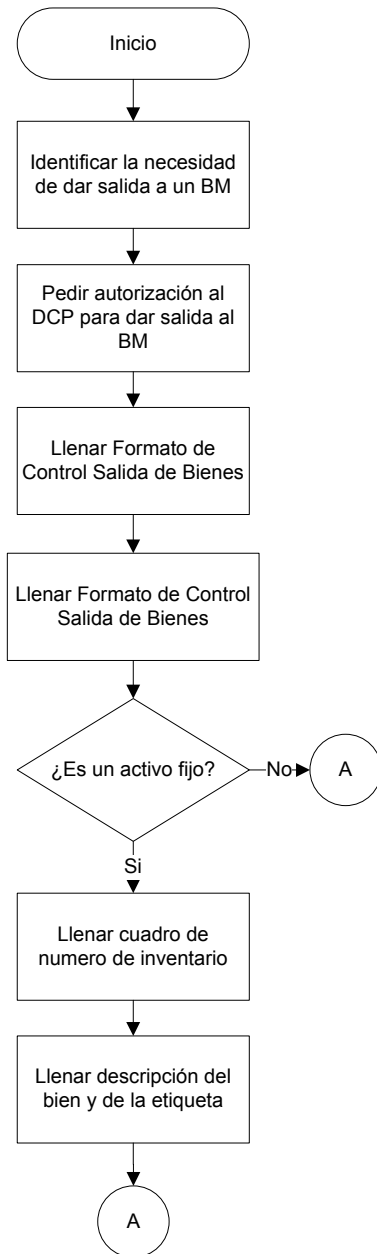 Inicio
Identificar la necesidad
de dar salida a un BM
Pedir autorización al
DCP para dar salida al
BM
Llenar Formato de
Control Salida de Bienes
Llenar Formato de Control
Salida de Bienes
¿Es un activo fijo?
No
A
Si
Llenar cuadro de
numero de inventario
Llenar descripción del
bien y de la etiqueta
A